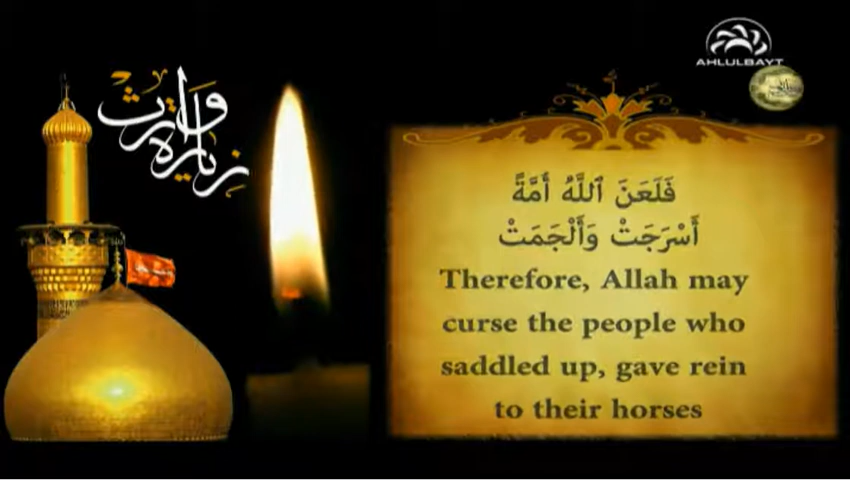 زيارة وارث
AHLULBAYT
فَلَعَنَ ٱللَّهُ أُمَّةً
أَسْرَجَتْ وَأَلْجَمَتْ
Therefore, Allah may
curse the people who
saddled up, gave rein
to their horses